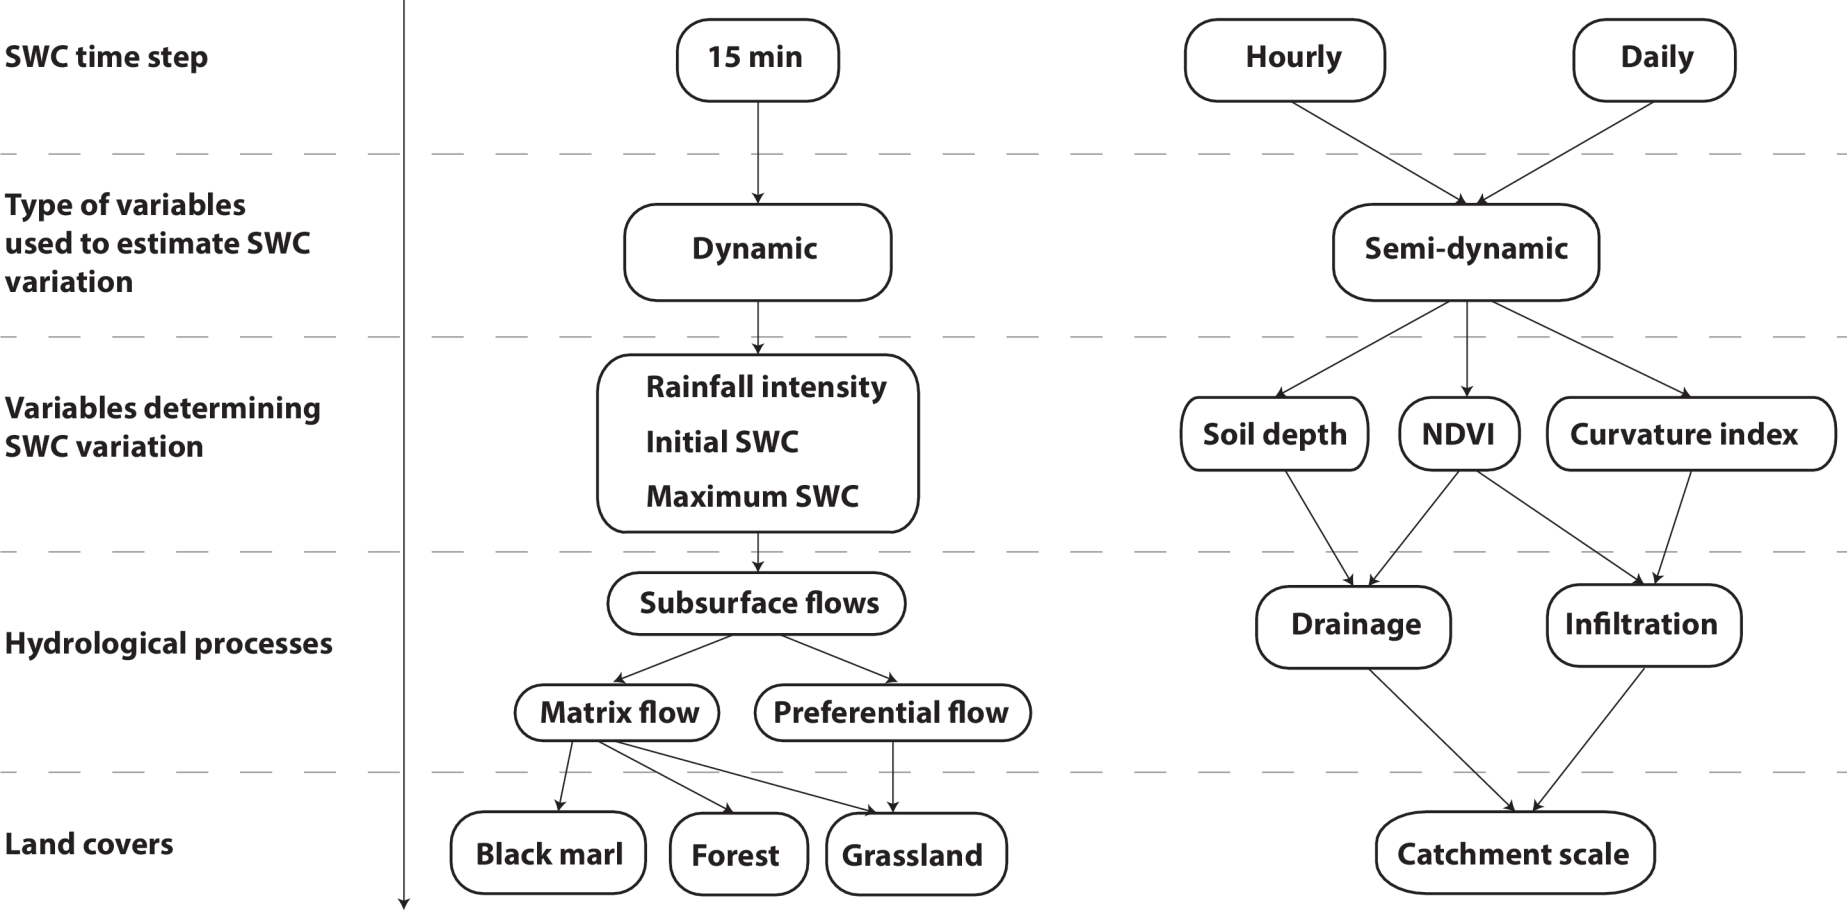 SWC time step
15 min
Hourly
Daily
Type of variables
used to estimate SWC
variation
Dynamic
Semi-dynamic
Variables determining
SWC variation
Rainfall intensity
Initial SWC
Maximum SWC
Soil depth
NDVI
Curvature index
Hydrological processes
Subsurface flows
Drainage
Infiltration
Matrix flow
Preferential flow
Land covers
Black marl
Forest
Grassland
Catchment scale